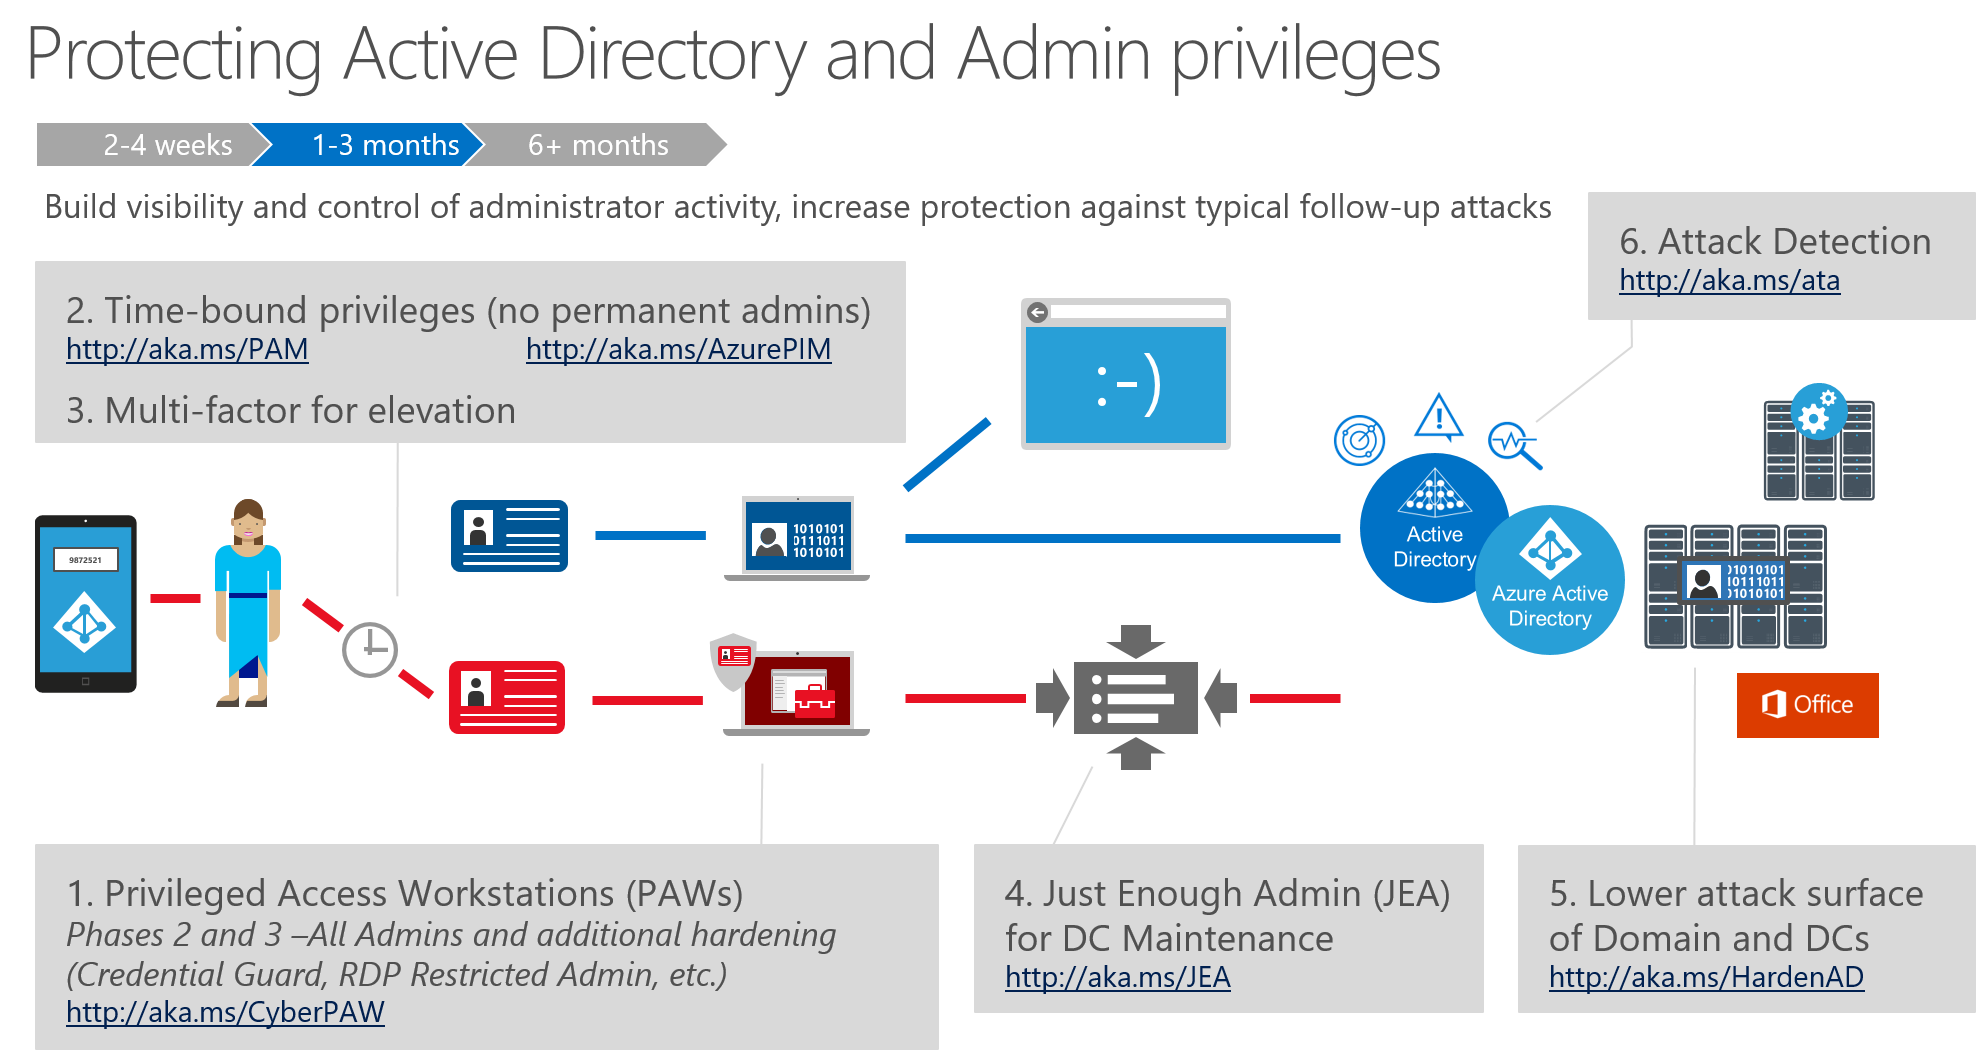 Protecting Active Directory and Admin privileges
2-4 weeks
1-3 months
6+ months
Build visibility and control of administrator activity, increase protection against typical follow-up attacks
6. Attack Detection
http://aka.ms/ata
2. Time-bound privileges (no permanent admins)
http://aka.ms/PAM
http://aka.ms/AzurePIM
3. Multi-factor for elevation
:-)
9872521
1010101
0111011
1010101
Active
Directory
Azure Active
Directory
01010101
10111011
01010101
Office
1. Privileged Access Workstations (PAWs)
Phases 2 and 3 –All Admins and additional hardening
(Credential Guard, RDP Restricted Admin, etc.)
http://aka.ms/CyberPAW
4. Just Enough Admin (JEA)
for DC Maintenance
http://aka.ms/JEA
5. Lower attack surface
of Domain and DCs
http://aka.ms/HardenAD